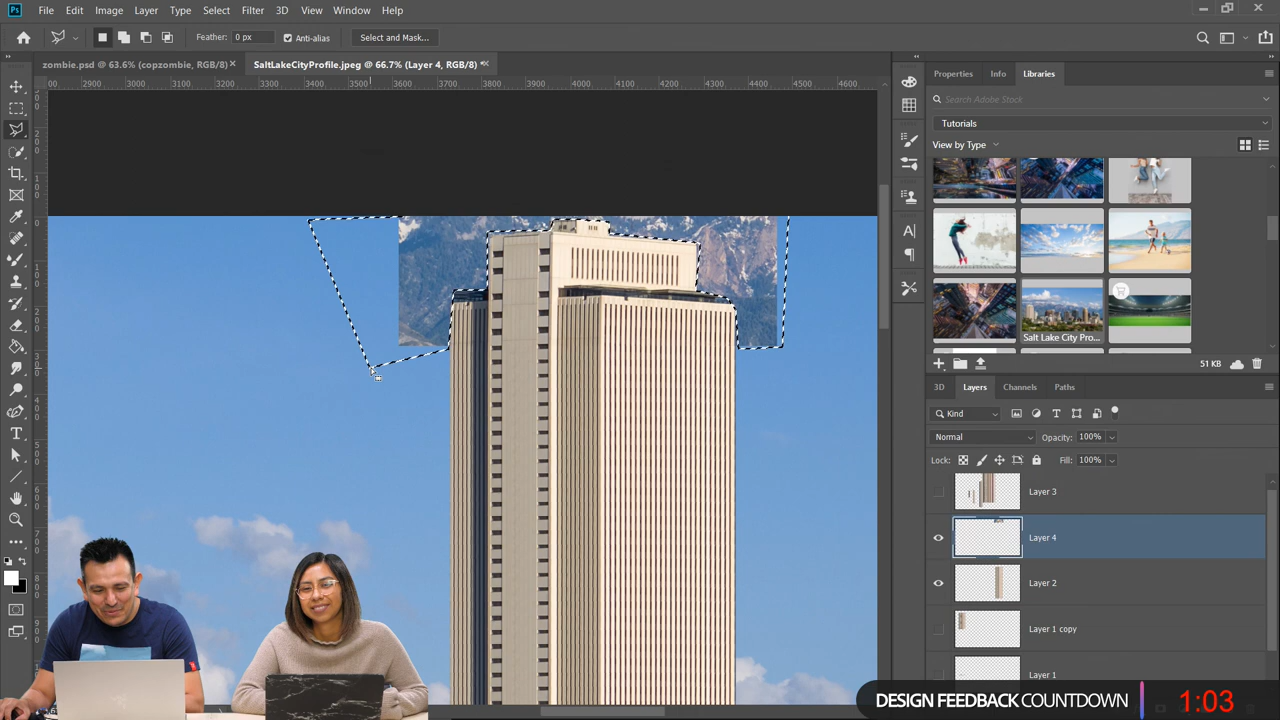 Ps File Edit Image Layer Type Select Filter 3D View Window Help
Feather: 0 px Anti-alias Select and Mask...
zombie.psd @ 63.6% (copzombie, RGB/8) × SaltLakeCityProfile.jpeg @ 66.7% (Layer 4, RGB/8) *
2900 3000 3100 3200 3300 3400 3500 3600 3700 3800 3900 4000 4100 4200 4300 4400 4500 4600
Properties Info Libraries
Search Adobe Stock
Tutorials
View by Type
Salt Lake City Pro...
51 KB
3D Layers Channels Paths
Kind
Normal Opacity: 100%
Lock: Fill: 100%
Layer 3
Layer 4
Layer 2
Layer 1 copy
Layer 1
DESIGN FEEDBACK COUNTDOWN 1:03